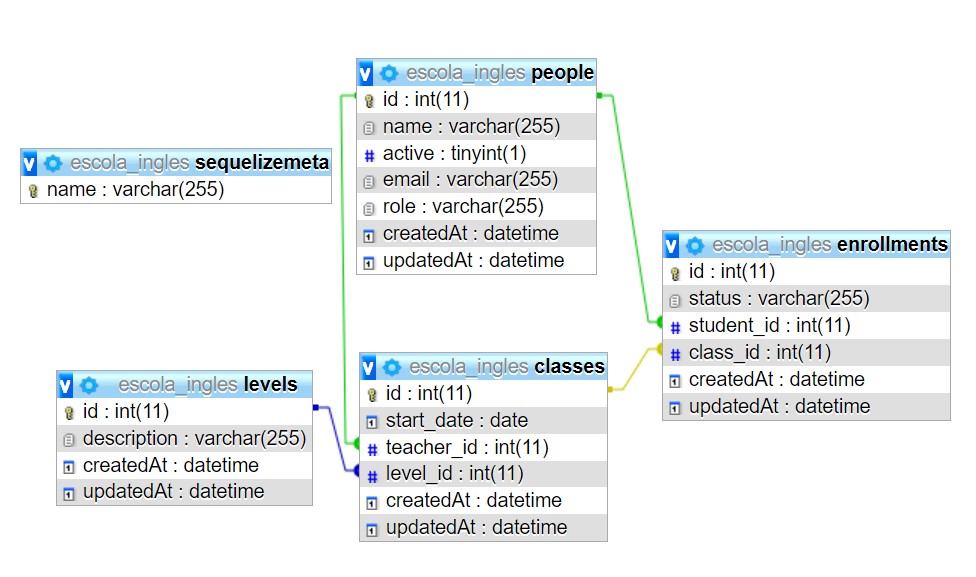 escola_ingles people
id : int(11)
name : varchar(255)
active : tinyint(1)
email : varchar(255)
role : varchar(255)
createdAt : datetime
updatedAt : datetime
escola_ingles sequelizemeta
name : varchar(255)
escola_ingles enrollments
id : int(11)
status : varchar(255)
student_id : int(11)
class_id : int(11)
createdAt : datetime
updatedAt : datetime
escola_ingles classes
id : int(11)
start_date : date
teacher_id : int(11)
level_id : int(11)
createdAt : datetime
updatedAt : datetime
escola_ingles levels
id : int(11)
description : varchar(255)
createdAt : datetime
updatedAt : datetime